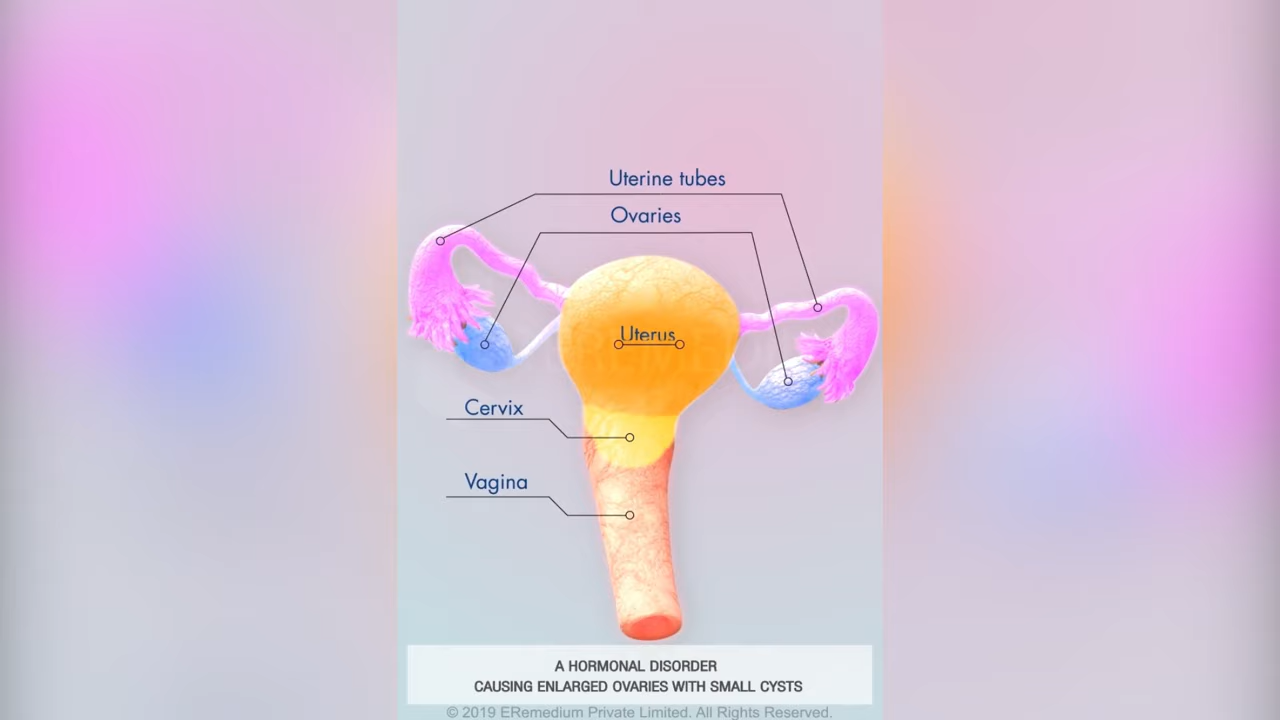 Uterine tubes
Ovaries
Uterus
Cervix
Vagina
A HORMONAL DISORDER
CAUSING ENLARGED OVARIES WITH SMALL CYSTS
© 2019 ERemedium Private Limited. All Rights Reserved.